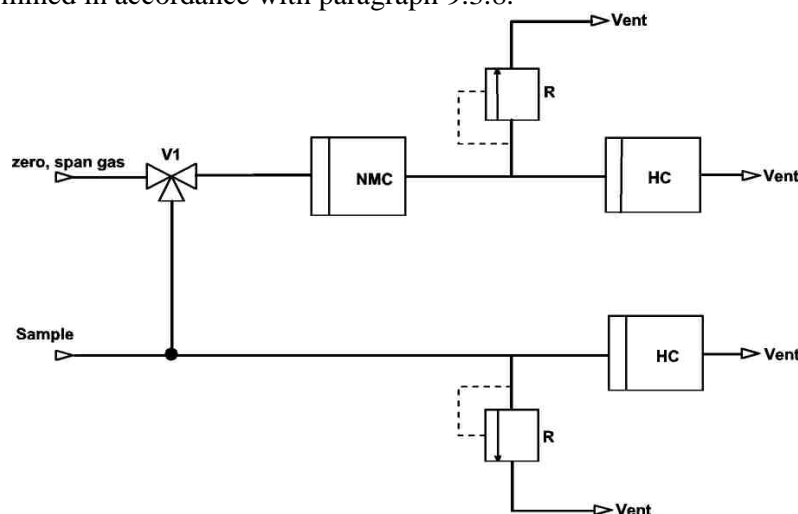 in accordance with paragraph 9.3.8.
Vent
R
V1
zero, span gas
NMC
HC
Vent
Sample
HC
Vent
R
Vent